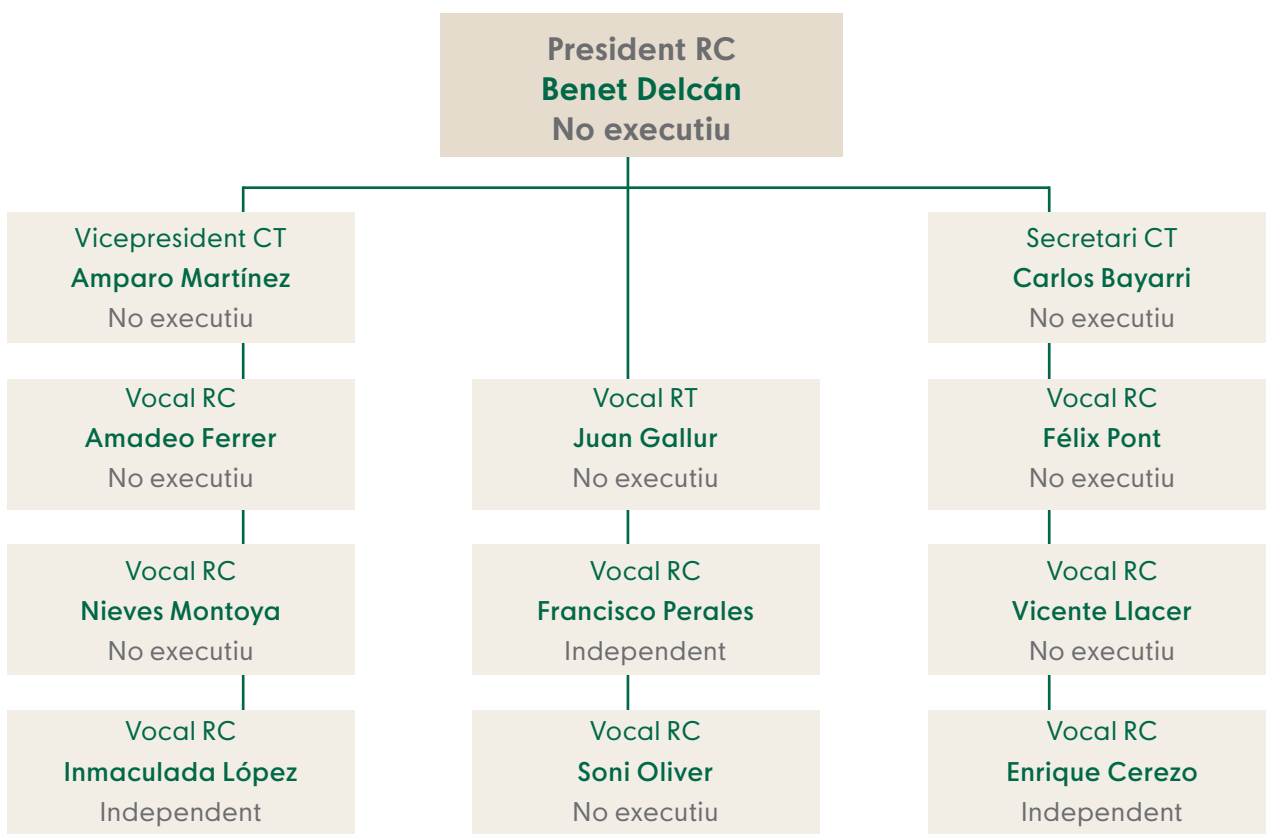 President RC
Benet Delcán
No executiu
Vicepresident CT
Amparo Martínez
No executiu
Secretari CT
Carlos Bayarri
No executiu
Vocal RC
Amadeo Ferrer
No executiu
Vocal RT
Juan Gallur
No executiu
Vocal RC
Félix Pont
No executiu
Vocal RC
Nieves Montoya
No executiu
Vocal RC
Francisco Perales
Independent
Vocal RC
Vicente Llacer
No executiu
Vocal RC
Inmaculada López
Independent
Vocal RC
Soni Oliver
No executiu
Vocal RC
Enrique Cerezo
Independent